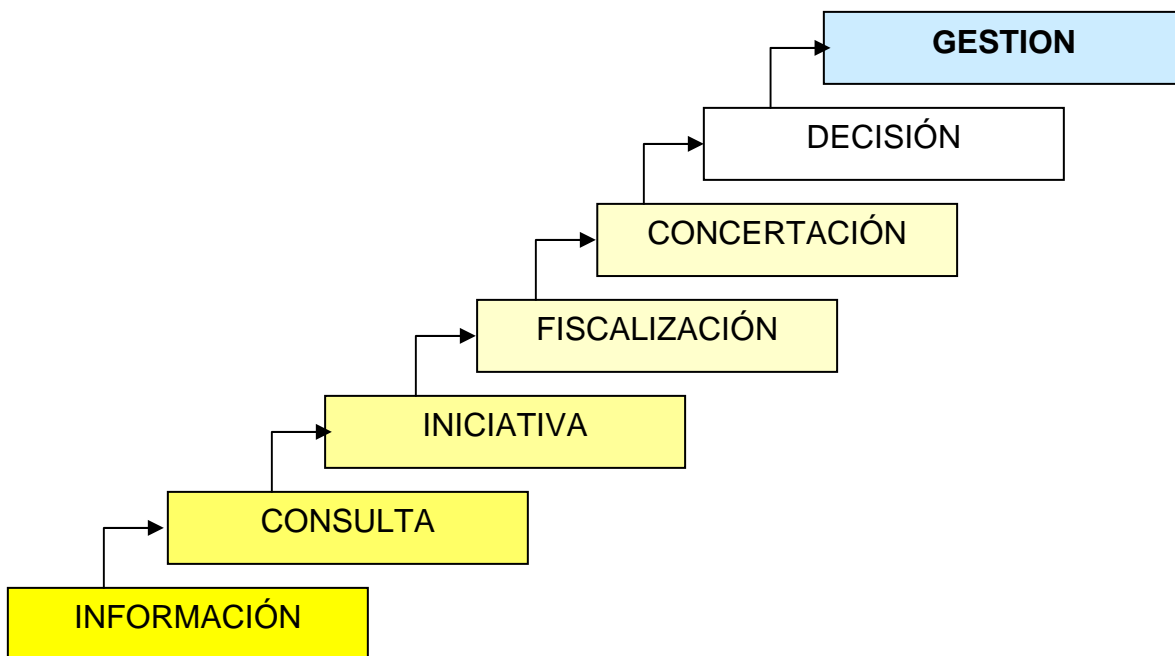 GESTION
DECISIÓN
CONCERTACIÓN
FISCALIZACIÓN
INICIATIVA
CONSULTA
INFORMACIÓN